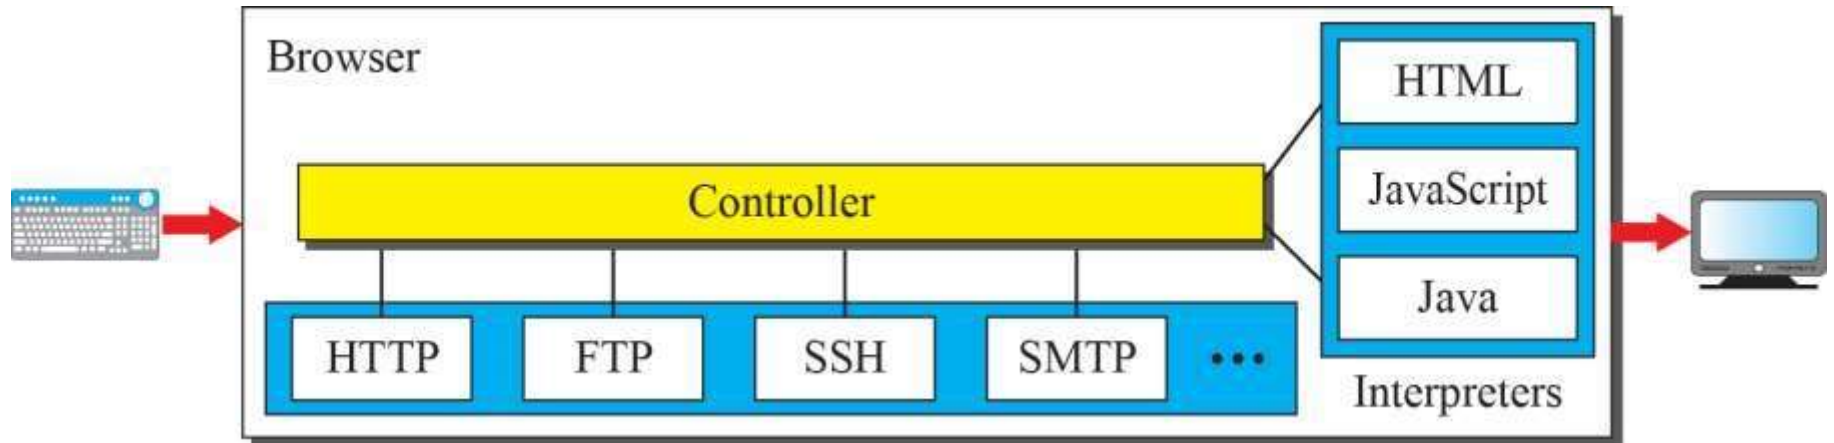 Browser
HTML
JavaScript
Controller
Java
HTTP
FTP
SSH
SMTP
•••
Interpreters